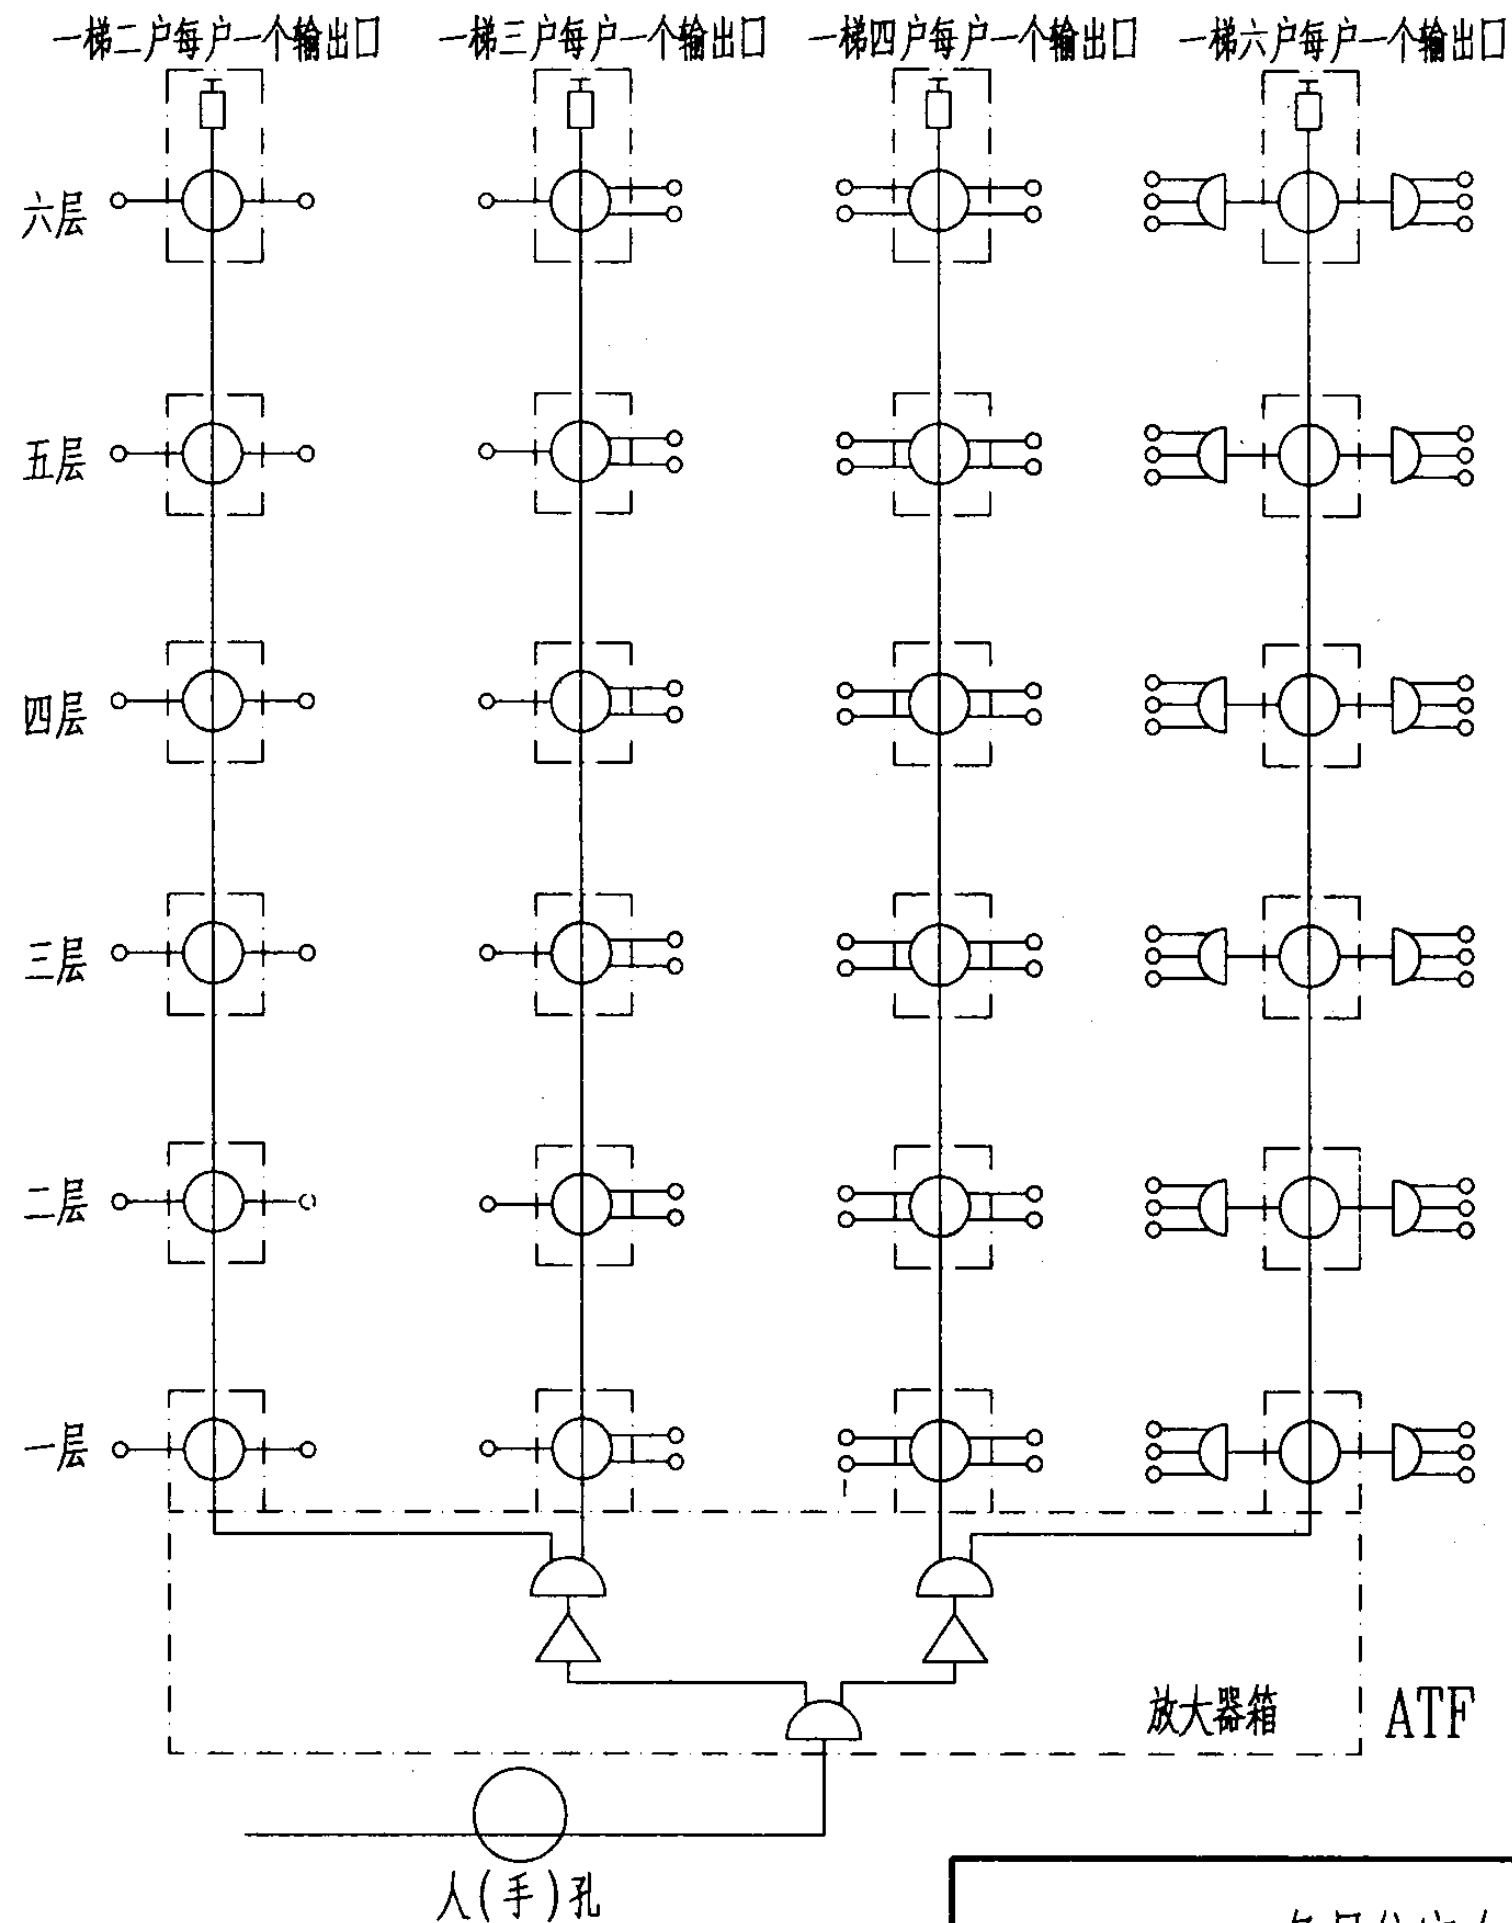 一梯二户每户一个输出口
一梯三户每户一个输出口
一梯四户每户一个输出口
一梯六户每户一个输出口
六层
五层
四层
三层
二层
一层
放大器箱
ATF
人(手)孔